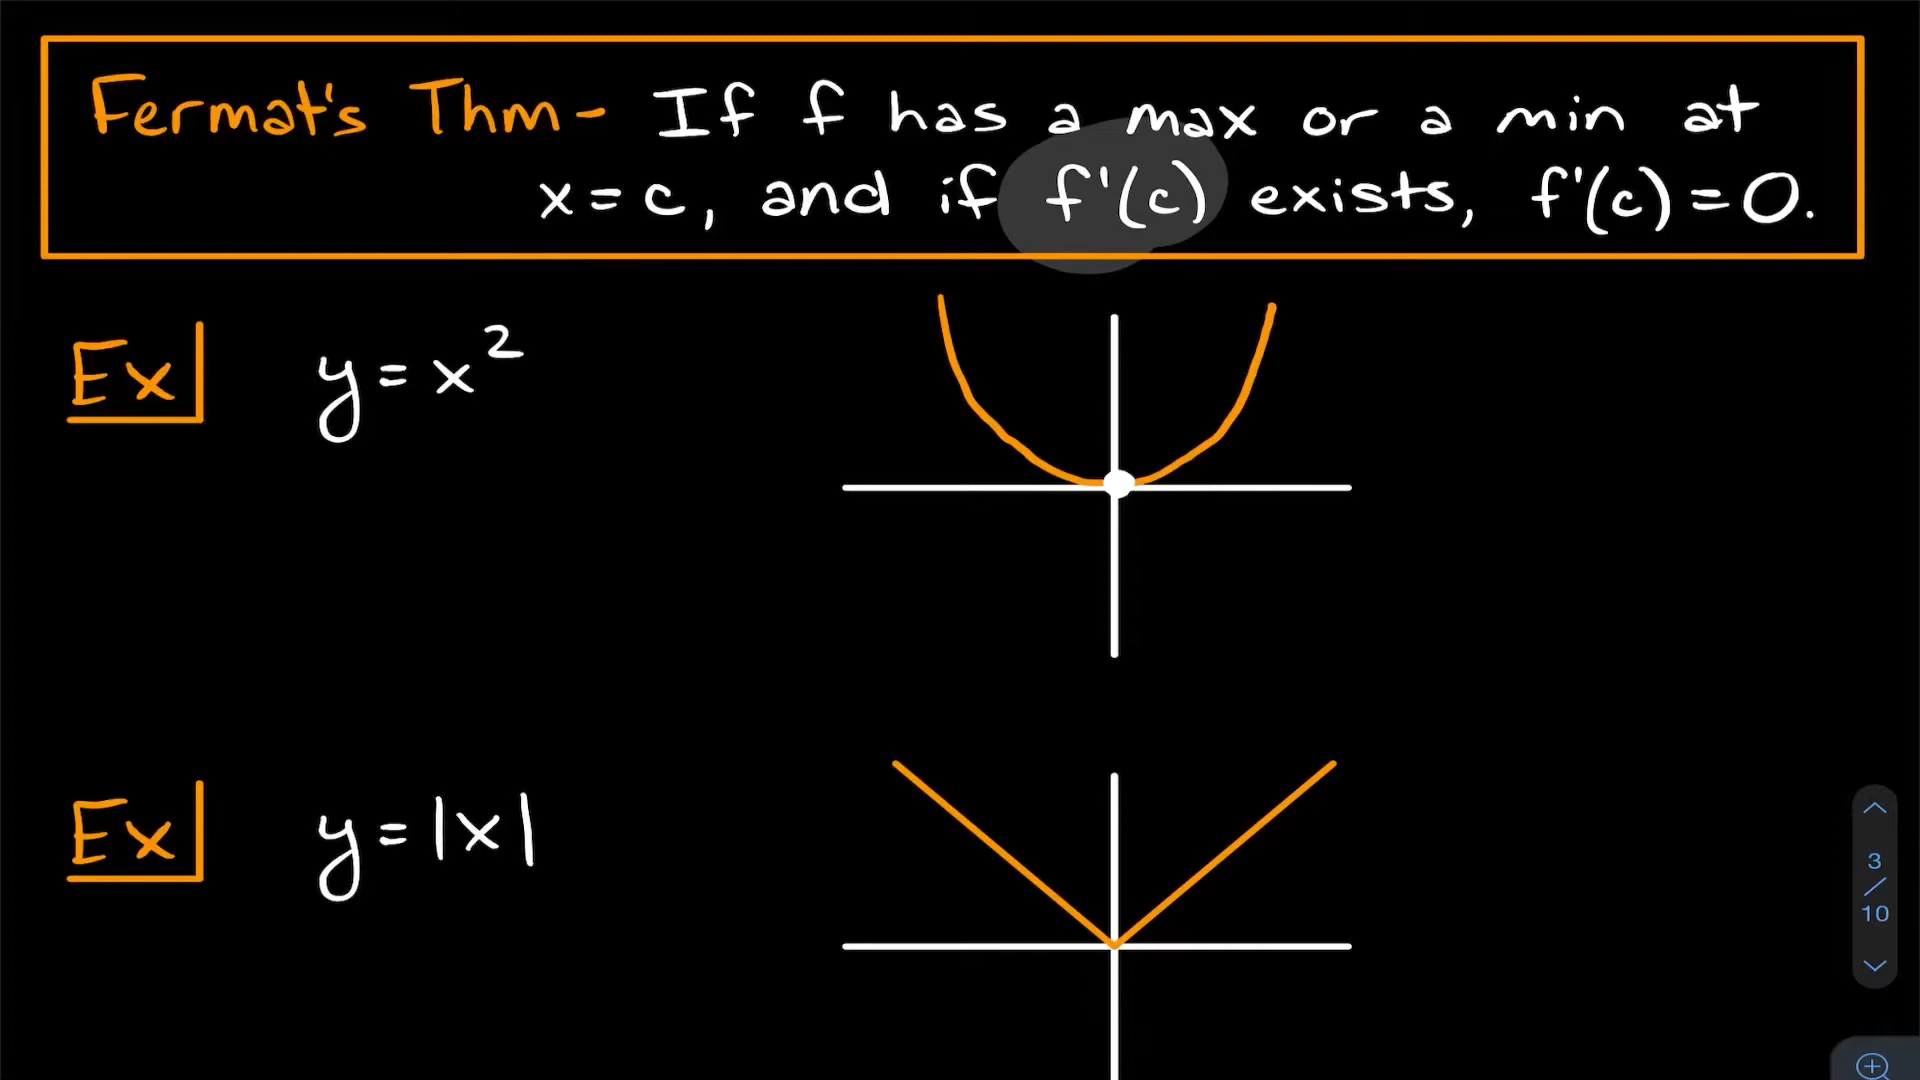 Fermat's Thm- If f has a max or a min at
x=c, and if f'(c) exists, f'(c)=0.
Ex y=x²
Ex y=|x|
3
/
10